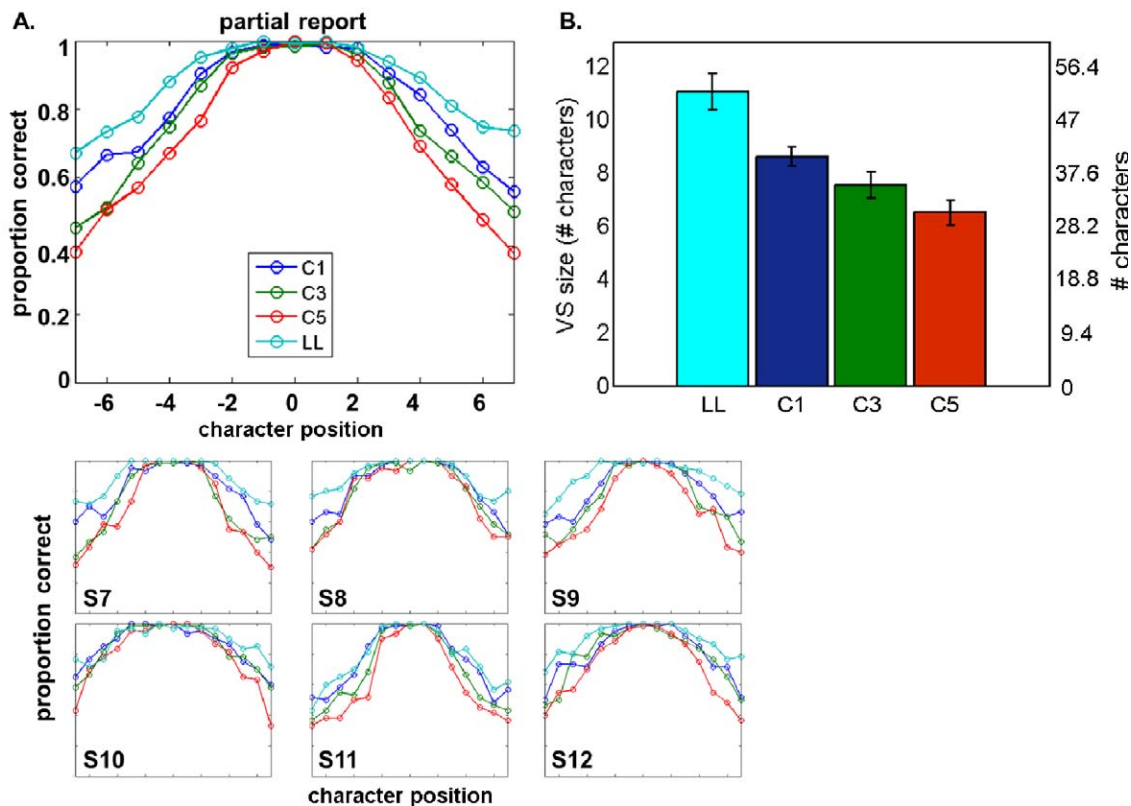 A.
partial report
proportion correct
1
0.8
0.6
0.4
0.2
0
-6
-4
-2
0
2
4
6
character position
C1
C3
C5
LL
B.
VS size (# characters)
12
10
8
6
4
2
0
56.4
47
37.6
28.2
18.8
9.4
0
# characters
LL
C1
C3
C5
proportion correct
S7
S8
S9
S10
S11
S12
character position